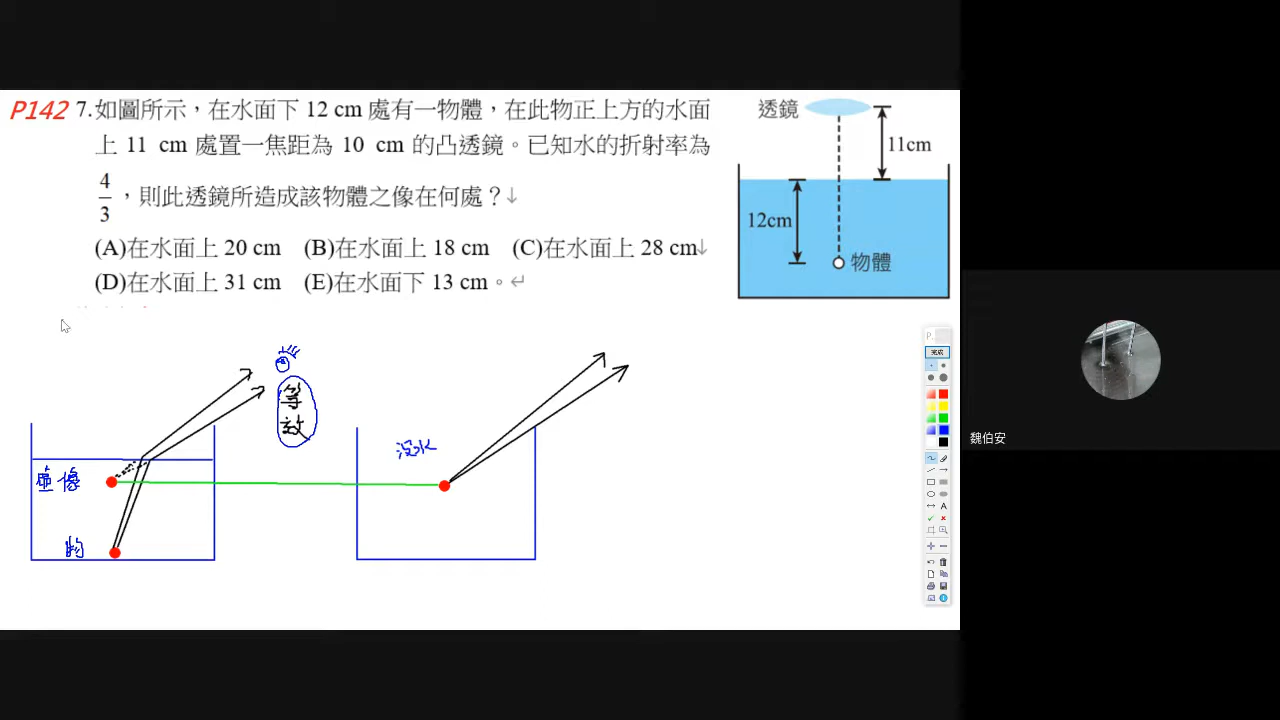 P142 7.如圖所示，在水面下 12 cm 處有一物體，在此物正上方的水面
上 11 cm 處置一焦距為 10 cm 的凸透鏡。已知水的折射率為
4/3，則此透鏡所造成該物體之像在何處？↓
(A)在水面上 20 cm (B)在水面上 18 cm (C)在水面上 28 cm↓
(D)在水面上 31 cm (E)在水面下 13 cm。↵
透鏡
11cm
12cm
物體
等效
沒水
虛像
物
P.
完成
A
魏伯安